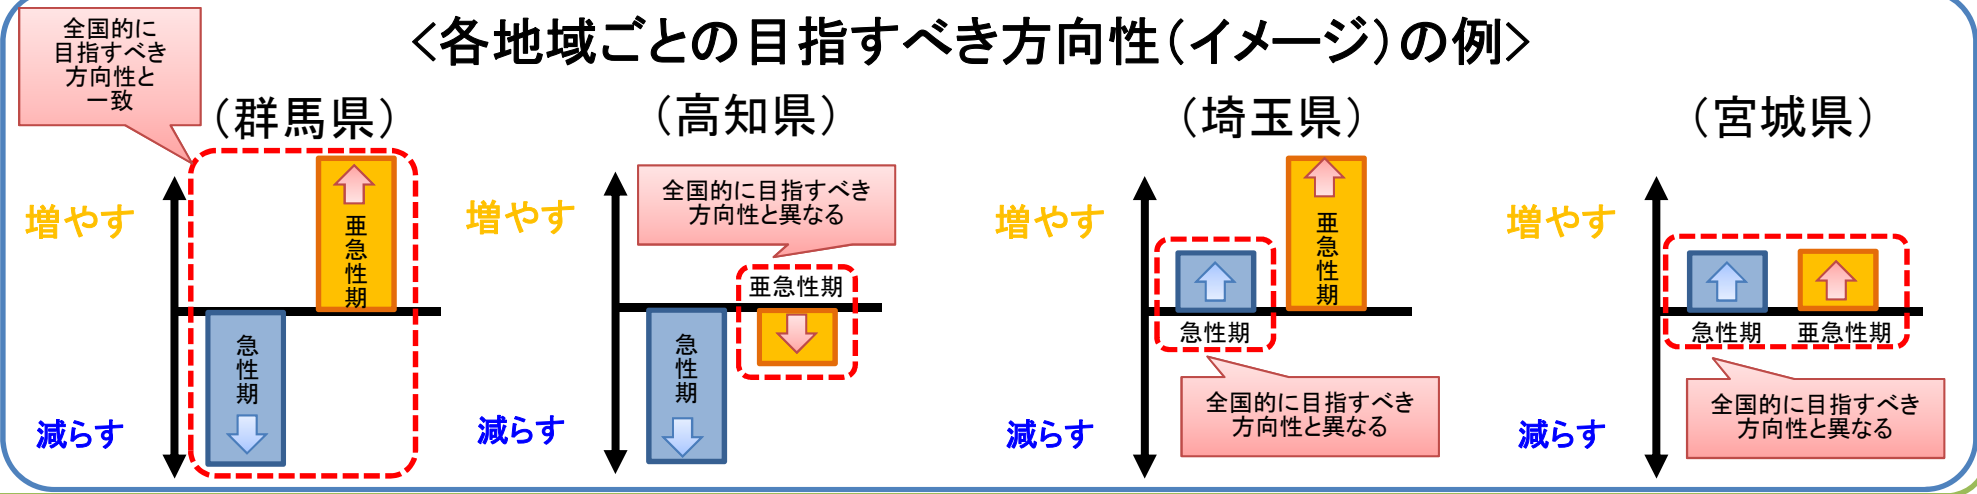 <各地域ごとの目指すべき方向性（イメージ）の例>
全国的に
目指すべき
方向性と
一致
（群馬県）
増やす
減らす
急性期
亜急性期
（高知県）
増やす
減らす
全国的に目指すべき
方向性と異なる
急性期
亜急性期
（埼玉県）
増やす
減らす
急性期
亜急性期
全国的に目指すべき
方向性と異なる
（宮城県）
増やす
減らす
急性期
亜急性期
全国的に目指すべき
方向性と異なる